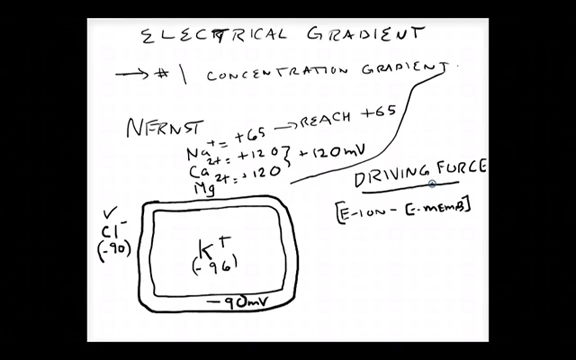 ELECTRICAL GRADIENT
→ #1 CONCENTRATION GRADIENT.
NERNST
Na+ = +65 → REACH +65
Ca2+ = +120 } +120mV
Mg2+ = +120
DRIVING FORCE
[E-ION - E-MEMB]
✓
Cl-
(-90)
K+
(-96)
-90mV